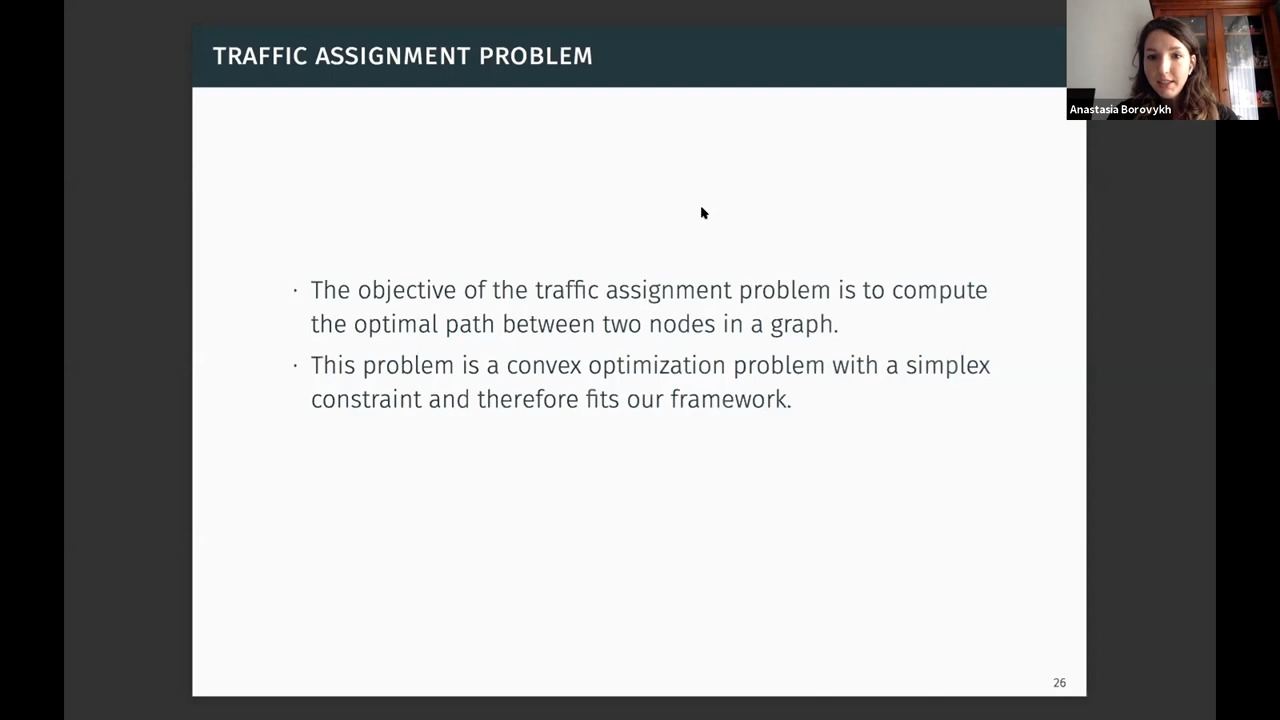 TRAFFIC ASSIGNMENT PROBLEM
Anastasia Borovykh
· The objective of the traffic assignment problem is to compute
the optimal path between two nodes in a graph.
· This problem is a convex optimization problem with a simplex
constraint and therefore fits our framework.
26